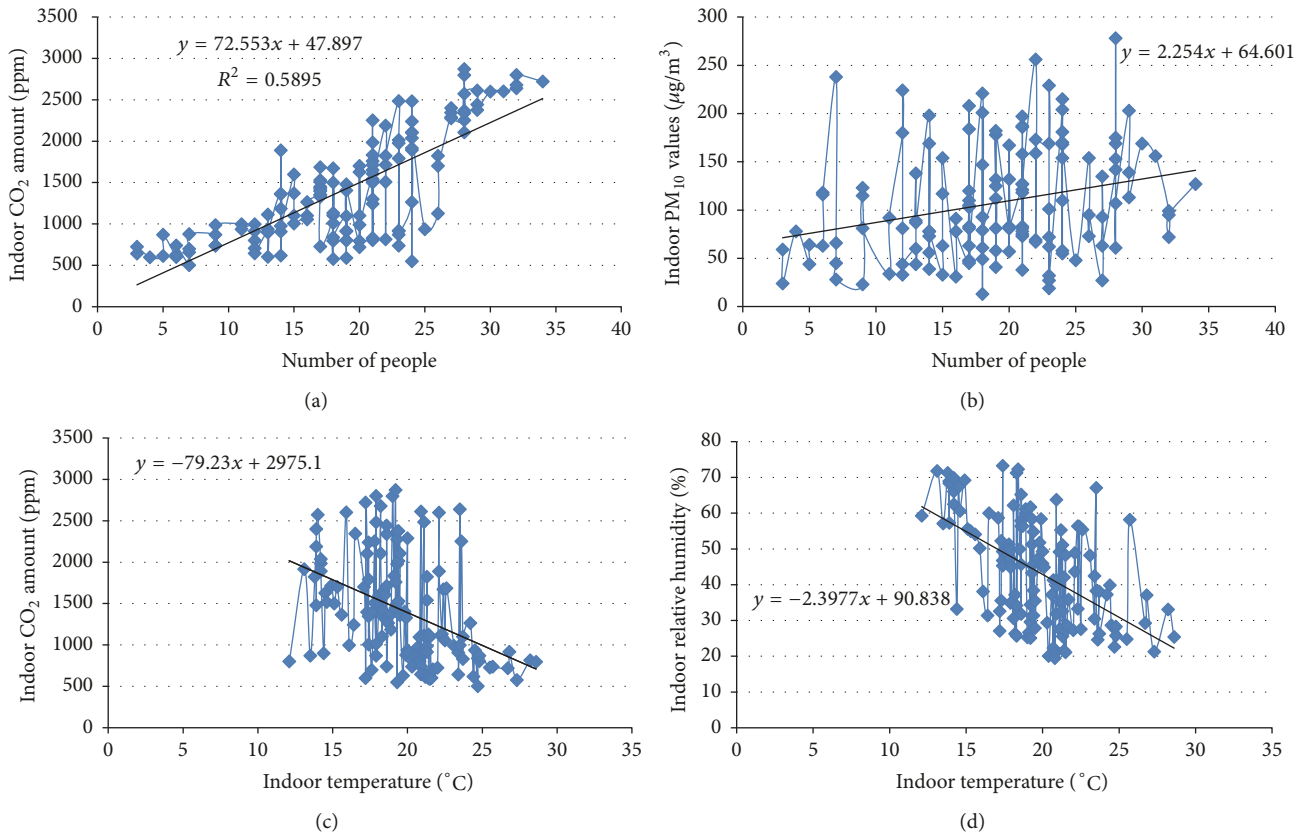 Indoor CO₂ amount (ppm)
3500
3000
2500
2000
1500
1000
500
0
y = 72.553x + 47.897
R² = 0.5895
0 5 10 15 20 25 30 35 40
Number of people
(a)
Indoor PM₁₀ values (μg/m³)
300
250
200
150
100
50
0
y = 2.254x + 64.601
0 5 10 15 20 25 30 35 40
Number of people
(b)
Indoor CO₂ amount (ppm)
3500
3000
2500
2000
1500
1000
500
0
y = −79.23x + 2975.1
0 5 10 15 20 25 30 35
Indoor temperature (°C)
(c)
Indoor relative humidity (%)
80
70
60
50
40
30
20
10
0
y = −2.3977x + 90.838
0 5 10 15 20 25 30 35
Indoor temperature (°C)
(d)